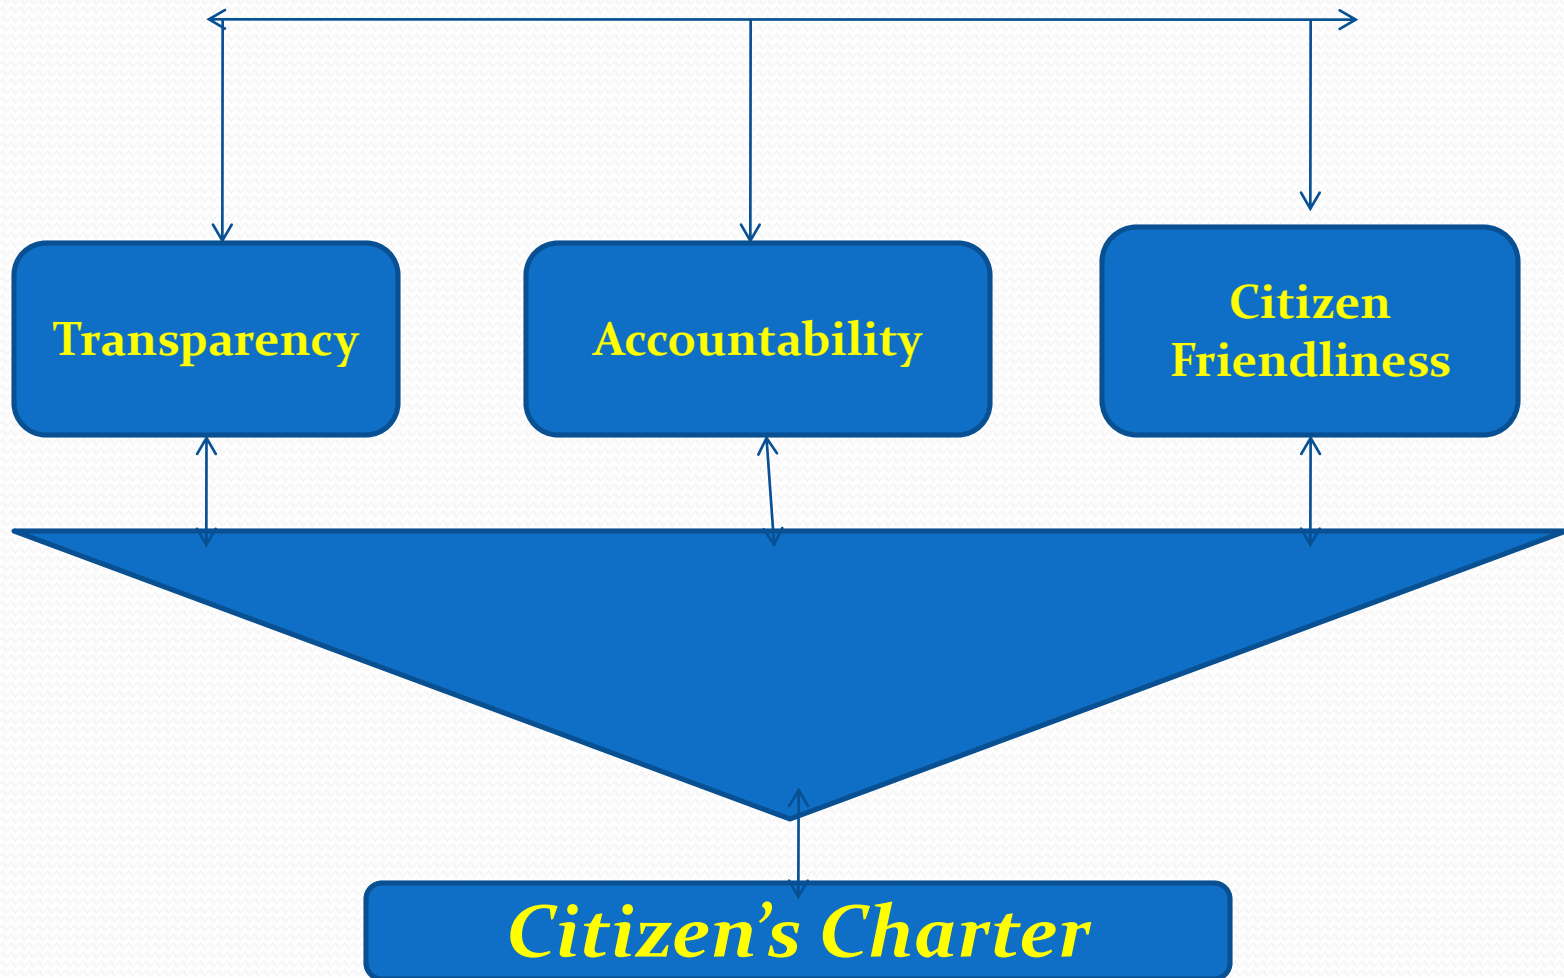 Transparency
Accountability
Citizen
Friendliness
Citizen’s Charter